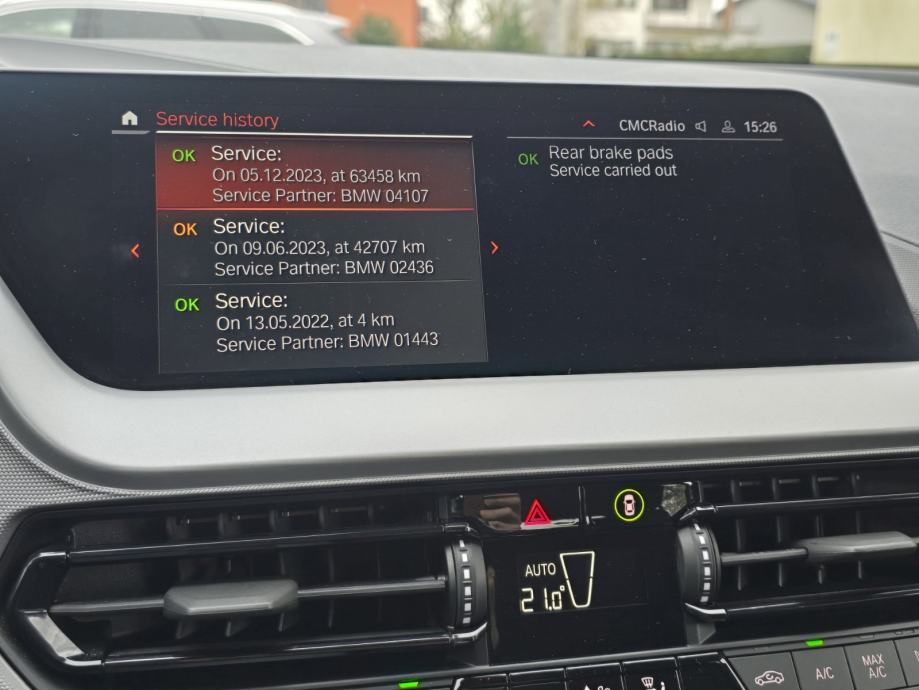 Service history
CMCRadio 15:26
OK Service:
On 05.12.2023, at 63458 km
Service Partner: BMW 04107
OK Service:
On 09.06.2023, at 42707 km
Service Partner: BMW 02436
OK Service:
On 13.05.2022, at 4 km
Service Partner: BMW 01443
OK Rear brake pads
Service carried out
AUTO
21.0°
A/C
MAX
A/C